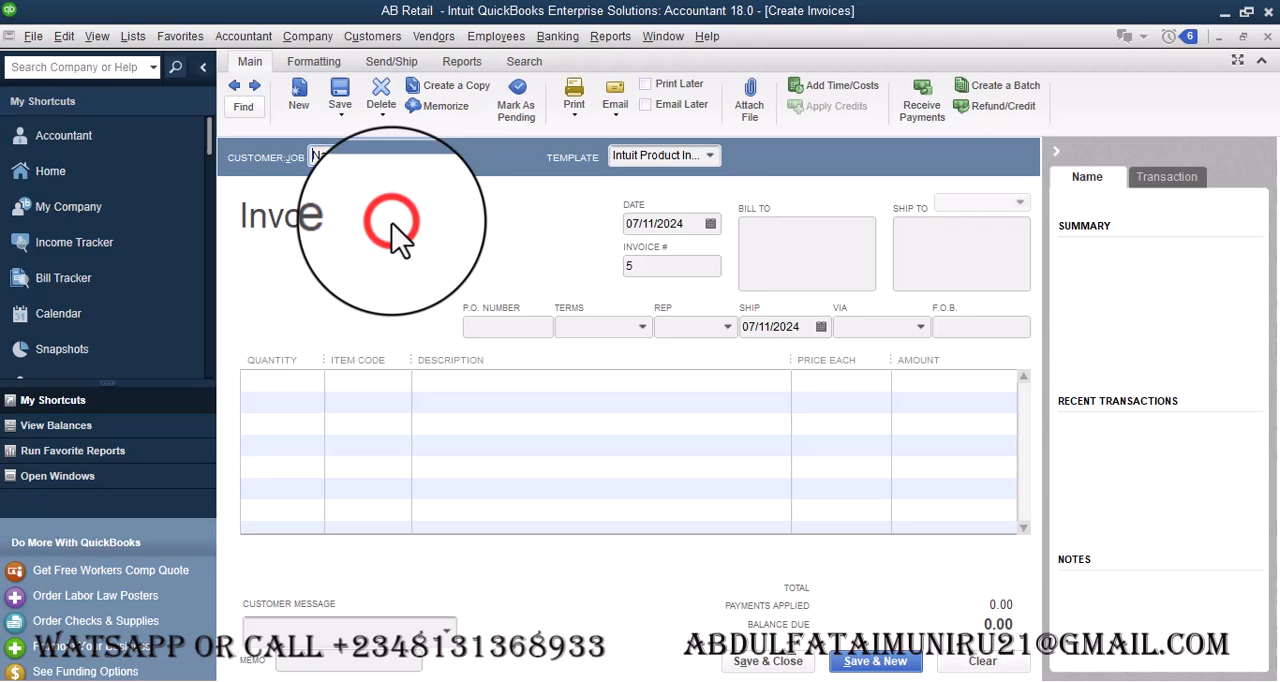 AB Retail - Intuit QuickBooks Enterprise Solutions: Accountant 18.0 - [Create Invoices]
File Edit View Lists Favorites Accountant Company Customers Vendors Employees Banking Reports Window Help
6
Search Company or Help
Main Formatting Send/Ship Reports Search
Find
New
Save
Delete
Create a Copy
Memorize
Mark As
Pending
Print
Email
Print Later
Email Later
Attach
File
Add Time/Costs
Apply Credits
Receive
Payments
Create a Batch
Refund/Credit
My Shortcuts
Accountant
Home
My Company
Income Tracker
Bill Tracker
Calendar
Snapshots
My Shortcuts
View Balances
Run Favorite Reports
Open Windows
Do More With QuickBooks
Get Free Workers Comp Quote
Order Labor Law Posters
Order Checks & Supplies
See Funding Options
CUSTOMER:JOB
TEMPLATE Intuit Product In...
DATE
07/11/2024
INVOICE #
5
BILL TO
SHIP TO
P.O. NUMBER TERMS REP SHIP VIA F.O.B.
07/11/2024
QUANTITY ITEM CODE DESCRIPTION PRICE EACH AMOUNT
TOTAL
PAYMENTS APPLIED 0.00
BALANCE DUE 0.00
CUSTOMER MESSAGE
MEMO
Save & Close Save & New Clear
Name Transaction
SUMMARY
RECENT TRANSACTIONS
NOTES
WATSAPP OR CALL +2348131368933
ABDULFATAIMUNIRU21@GMAIL.COM